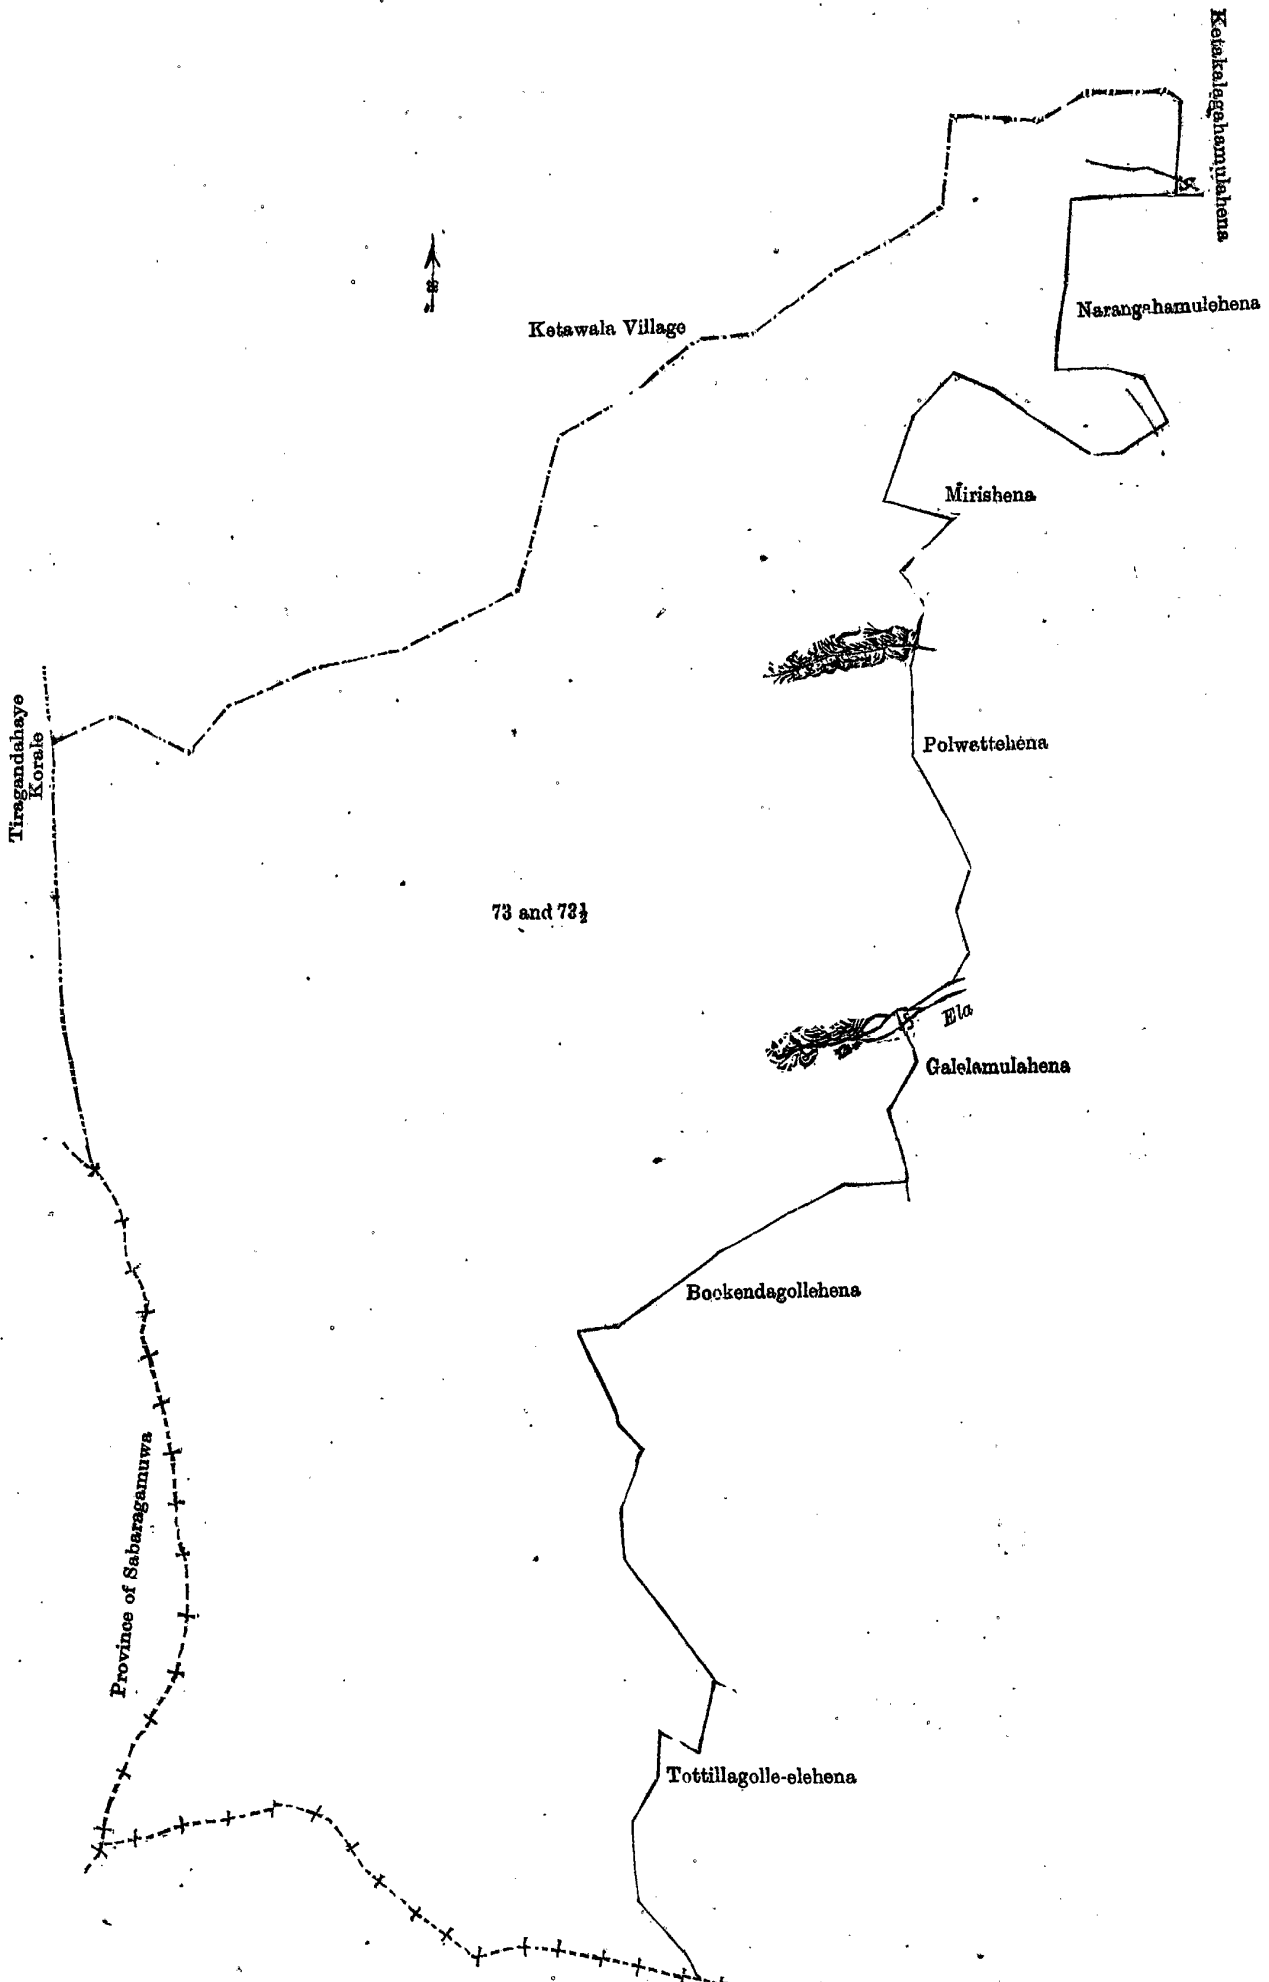 Ketakalagahamulahena
Narangahamulehena
Ketawala Village
Mirishena
Tiragandahaye
Korale
Polwattehena
73 and 73½
Ela
Galelamulahena
Bookendagollehena
Province of Sabaragamuwa
Tottillagolle-elehena